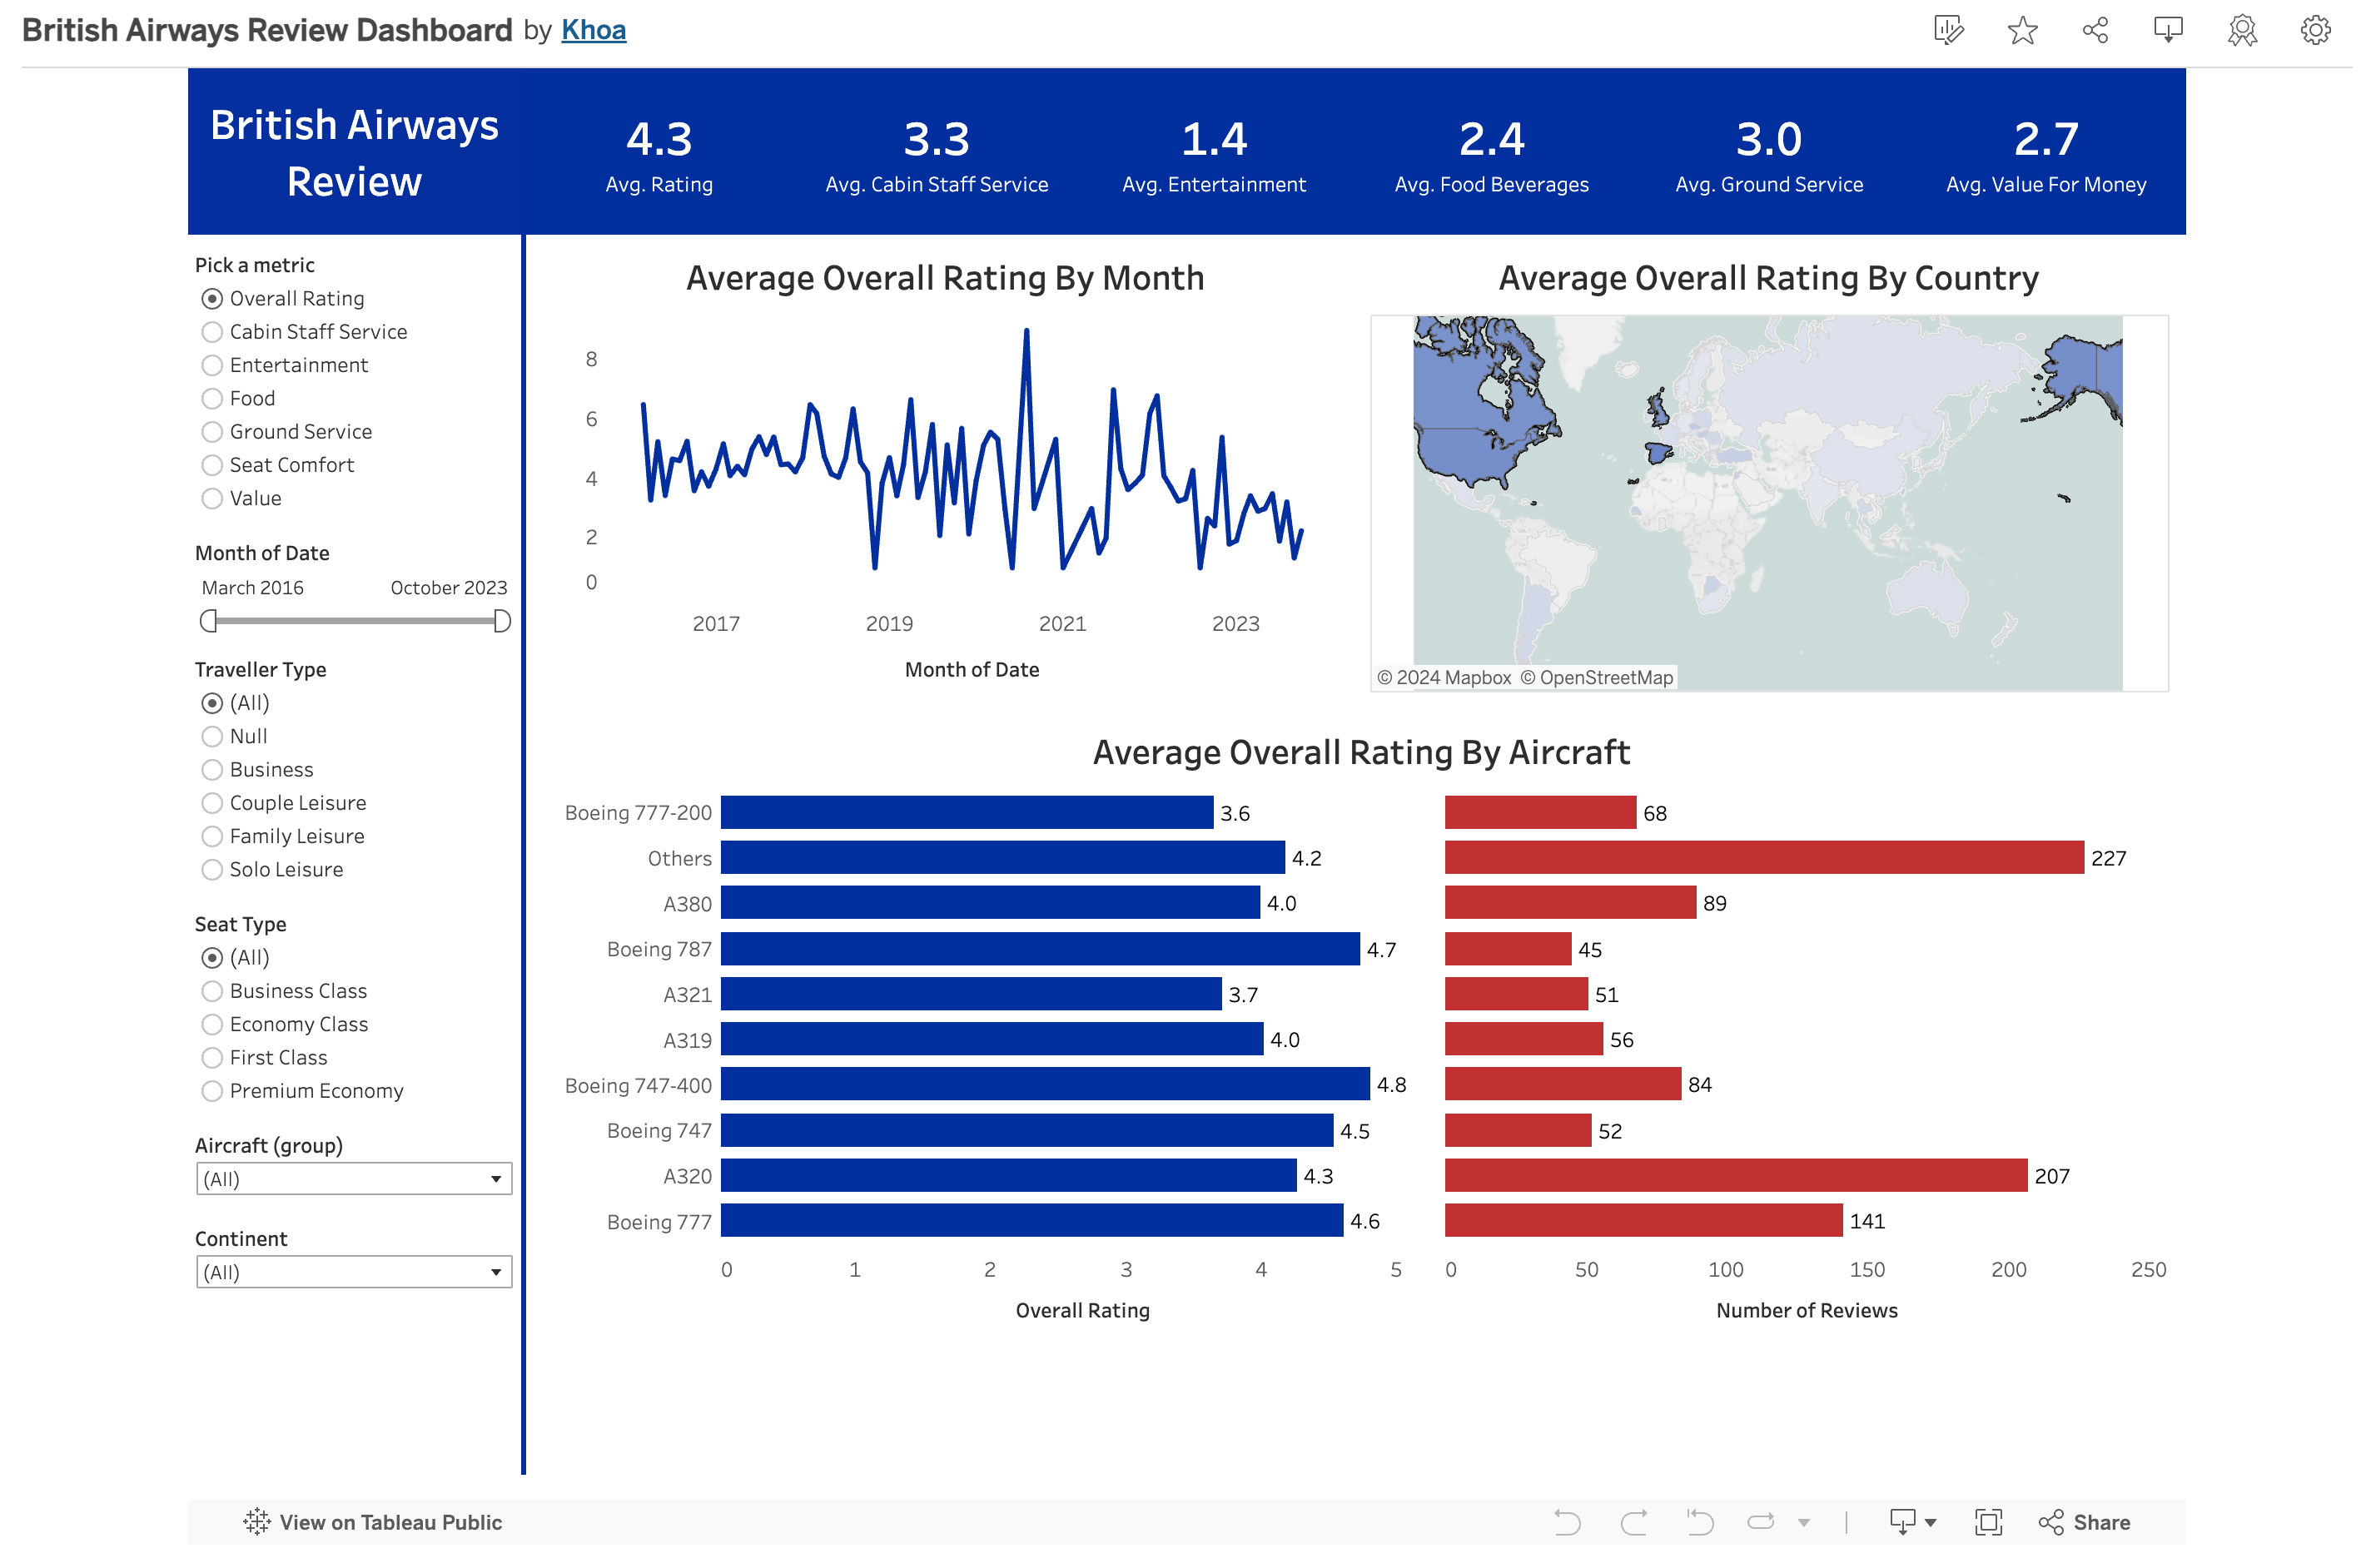 British Airways Review Dashboard by Khoa
British Airways
Review
4.3
Avg. Rating
3.3
Avg. Cabin Staff Service
1.4
Avg. Entertainment
2.4
Avg. Food Beverages
3.0
Avg. Ground Service
2.7
Avg. Value For Money
Pick a metric
Overall Rating
Cabin Staff Service
Entertainment
Food
Ground Service
Seat Comfort
Value
Month of Date
March 2016
October 2023
Traveller Type
(All)
Null
Business
Couple Leisure
Family Leisure
Solo Leisure
Seat Type
(All)
Business Class
Economy Class
First Class
Premium Economy
Aircraft (group)
(All)
Continent
(All)
Average Overall Rating By Month
8
6
4
2
0
2017 2019 2021 2023
Month of Date
Average Overall Rating By Country
© 2024 Mapbox © OpenStreetMap
Average Overall Rating By Aircraft
Boeing 777-200 3.6 68
Others 4.2 227
A380 4.0 89
Boeing 787 4.7 45
A321 3.7 51
A319 4.0 56
Boeing 747-400 4.8 84
Boeing 747 4.5 52
A320 4.3 207
Boeing 777 4.6 141
0 1 2 3 4 5 0 50 100 150 200 250
Overall Rating
Number of Reviews
View on Tableau Public
Share